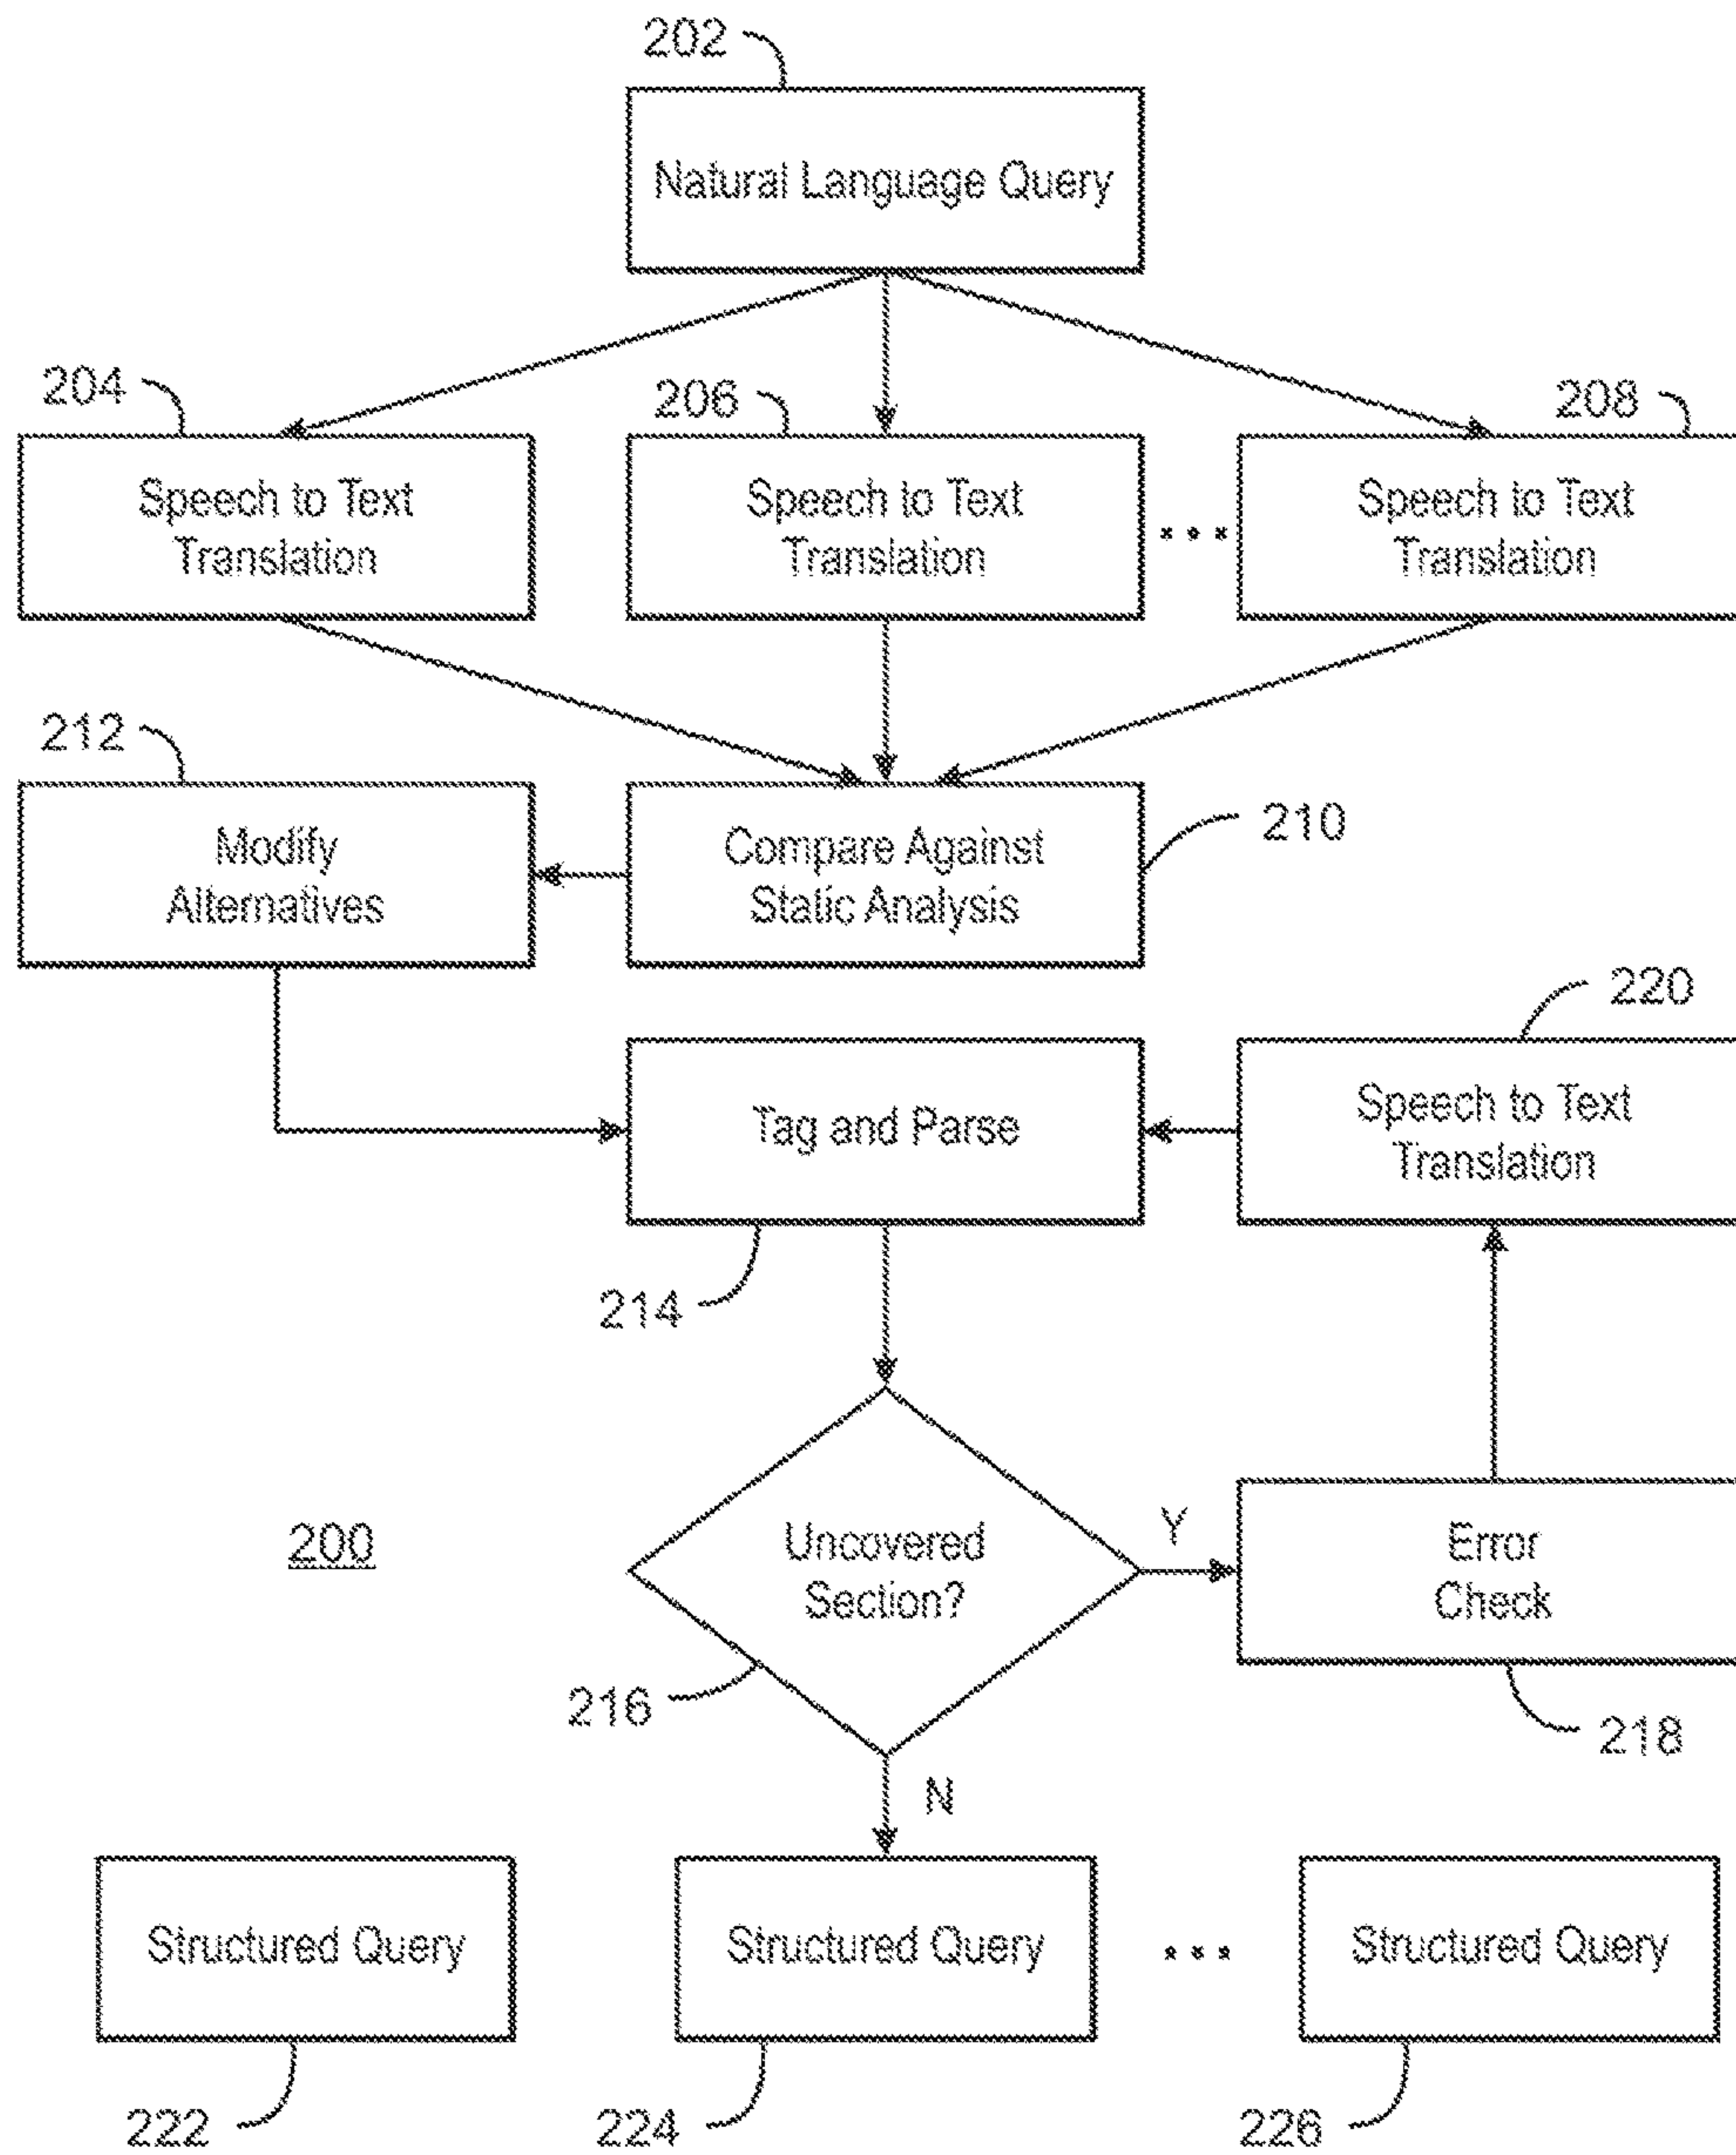 202
Natural Language Query
204
206
208
Speech to Text
Translation
Speech to Text
Translation
...
Speech to Text
Translation
212
210
Modify
Alternatives
Compare Against
Static Analysis
220
Tag and Parse
Speech to Text
Translation
214
200
Uncovered
Section?
Y
Error
Check
216
218
N
Structured Query
Structured Query
...
Structured Query
222
224
226